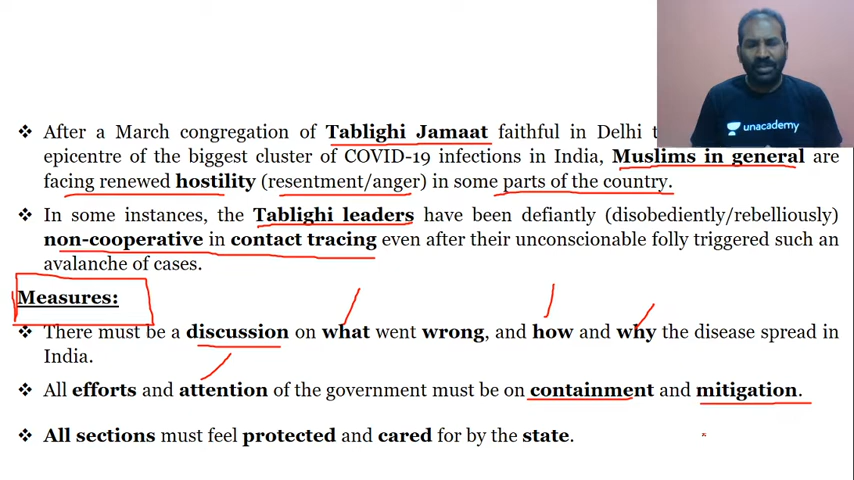 unacademy
❖ After a March congregation of Tablighi Jamaat faithful in Delhi
epicentre of the biggest cluster of COVID-19 infections in India, Muslims in general are
facing renewed hostility (resentment/anger) in some parts of the country.
❖ In some instances, the Tablighi leaders have been defiantly (disobediently/rebelliously)
non-cooperative in contact tracing even after their unconscionable folly triggered such an
avalanche of cases.
Measures:
❖ There must be a discussion on what went wrong, and how and why the disease spread in
India.
❖ All efforts and attention of the government must be on containment and mitigation.
❖ All sections must feel protected and cared for by the state.